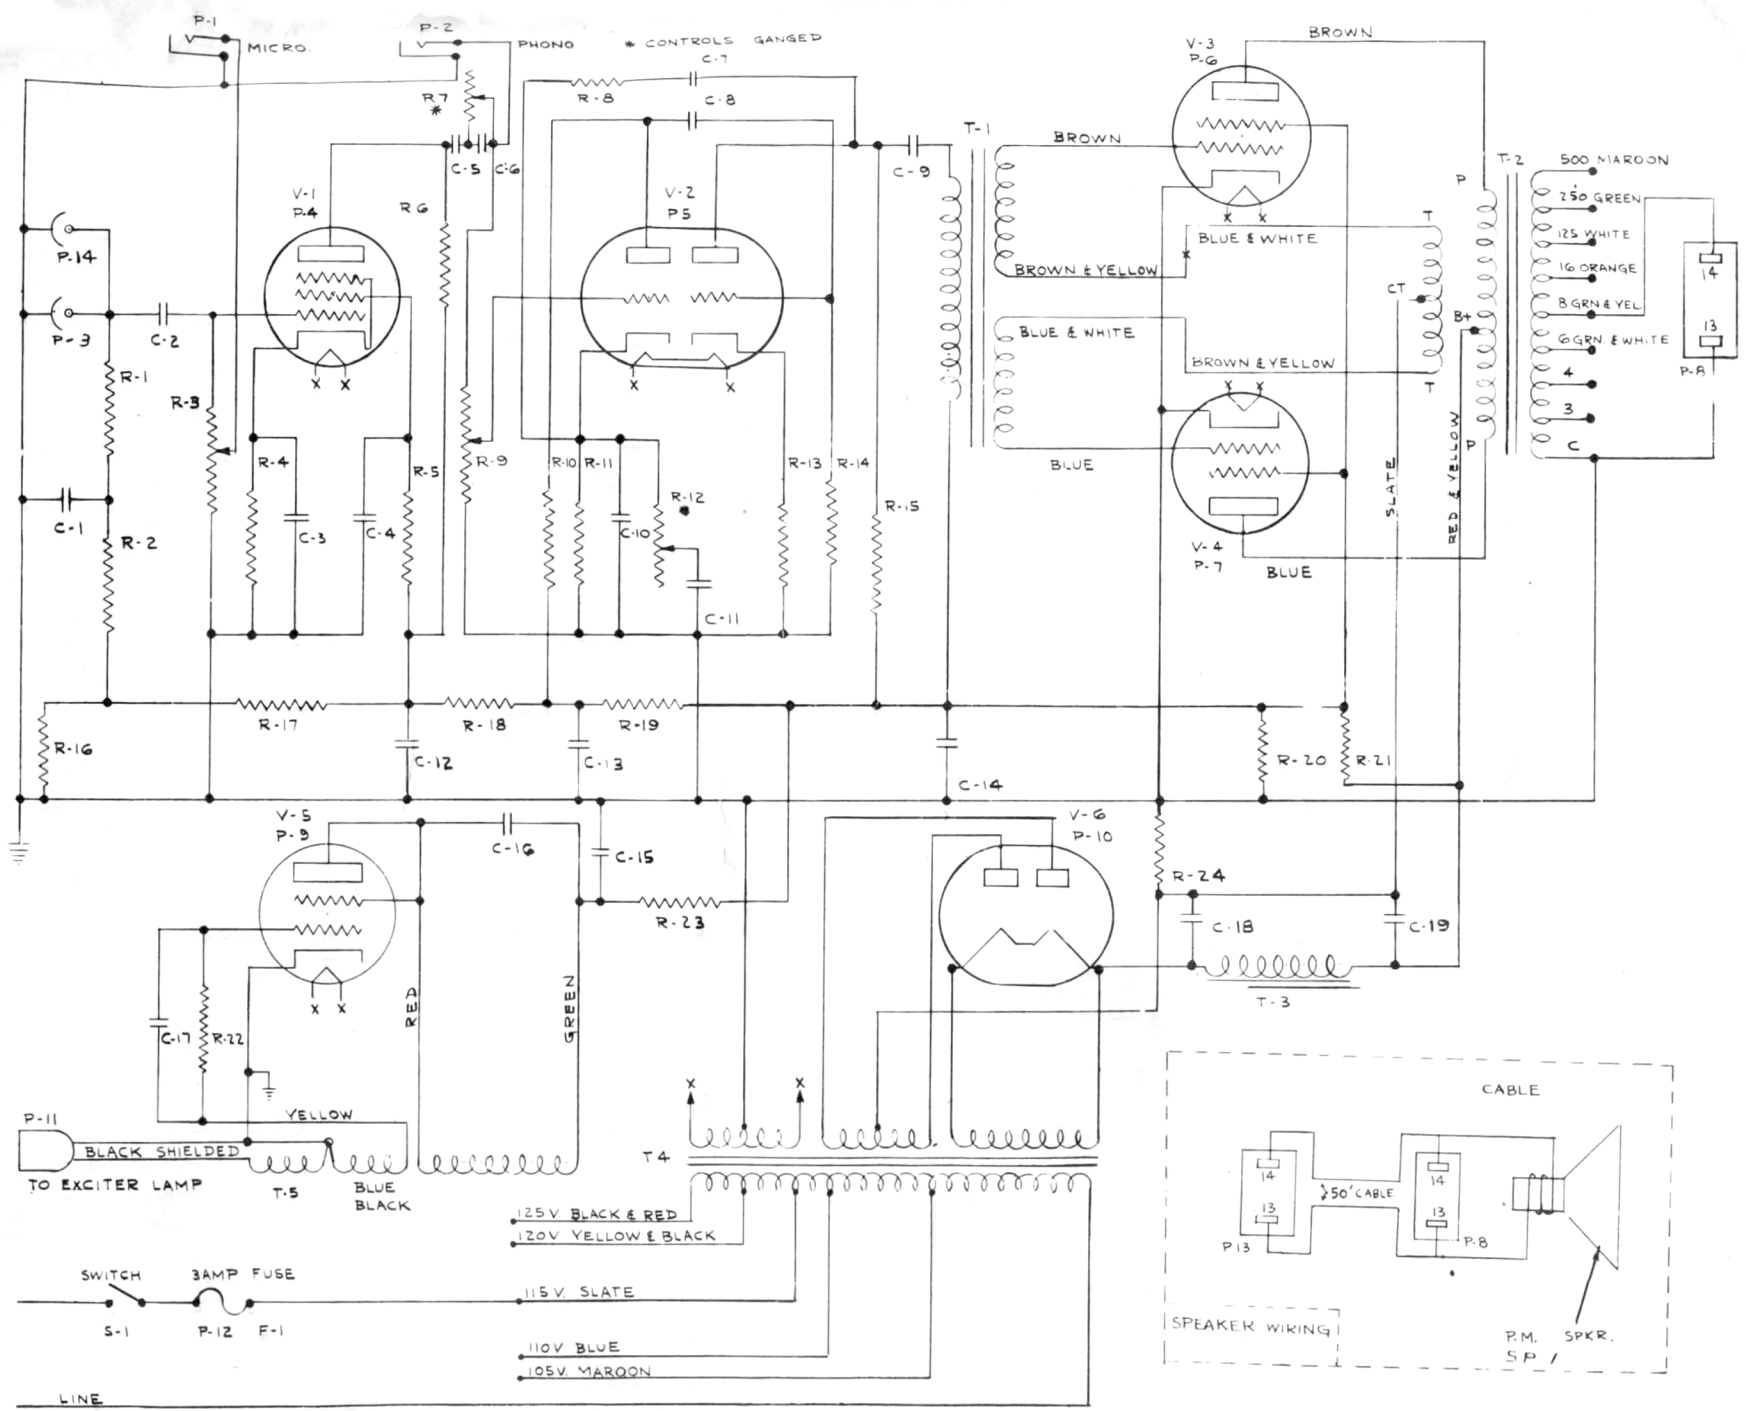 P-1
MICRO.
P-2
PHONO
* CONTROLS GANGED
C-7
R7
*
R-8
C-8
C-5
C-6
V-1
P-4
R6
V-2
P5
C-9
T-1
BROWN
V-3
P-6
BROWN
BLUE & WHITE
BROWN & YELLOW
BLUE & WHITE
BROWN & YELLOW
BLUE
V-4
P-7
BLUE
T
CT
T
P
B+
P
T-2
500 MAROON
250 GREEN
125 WHITE
16 ORANGE
8 GRN & YEL
6 GRN. & WHITE
4
3
C
14
13
P-8
SLATE
RED & YELLOW
P-14
P-3
C-2
R-1
R-3
C-1
R-2
R-4
C-3
C-4
R-5
X X
R-9
R-10
R-11
C-10
R-12
*
C-11
X X
R-13
R-14
R-15
X X
X X
X
R-16
R-17
R-18
R-19
C-12
C-13
C-14
R-20
R-21
V-5
P-9
C-16
C-15
R-23
V-6
P-10
R-24
C-18
C-19
T-3
X X
C-17
R-22
RED
GREEN
YELLOW
P-11
BLACK SHIELDED
TO EXCITER LAMP
T-5
BLUE
BLACK
X
X
T4
125V. BLACK & RED
120V YELLOW & BLACK
115V. SLATE
110V BLUE
105V. MAROON
SWITCH
3AMP FUSE
S-1
P-12
F-1
LINE
CABLE
14
13
P13
50' CABLE
14
13
P-8
SPEAKER WIRING
P.M. SPKR.
SP 1